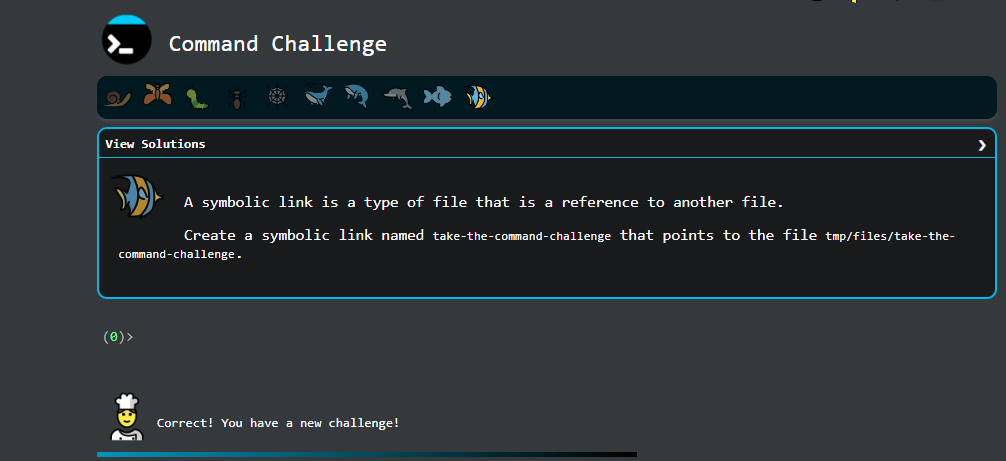 Command Challenge
View Solutions
A symbolic link is a type of file that is a reference to another file.
Create a symbolic link named take-the-command-challenge that points to the file tmp/files/take-the-
command-challenge.
(0)>
Correct! You have a new challenge!